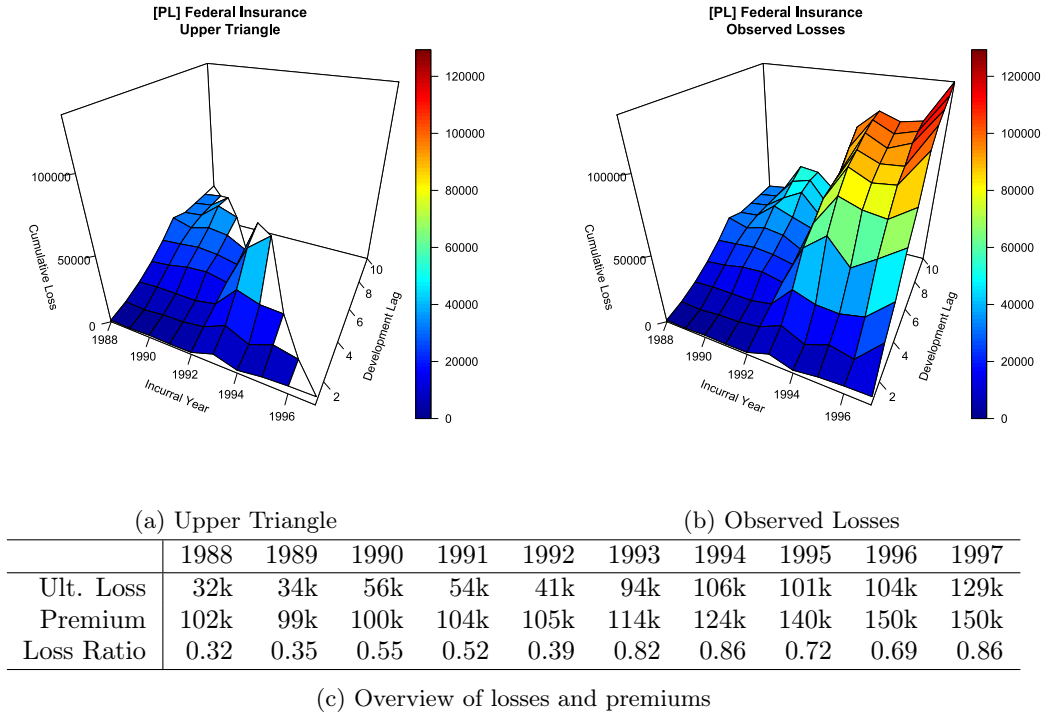 [PL] Federal Insurance
Upper Triangle
Cumulative Loss
100000
50000
0
1988
1990
1992
1994
1996
Incurral Year
2
4
6
8
10
Development Lag
120000
100000
80000
60000
40000
20000
0
[PL] Federal Insurance
Observed Losses
Cumulative Loss
100000
50000
0
1988
1990
1992
1994
1996
Incurral Year
2
4
6
8
10
Development Lag
120000
100000
80000
60000
40000
20000
0
(a) Upper Triangle
(b) Observed Losses
1988 1989 1990 1991 1992 1993 1994 1995 1996 1997
Ult. Loss 32k 34k 56k 54k 41k 94k 106k 101k 104k 129k
Premium 102k 99k 100k 104k 105k 114k 124k 140k 150k 150k
Loss Ratio 0.32 0.35 0.55 0.52 0.39 0.82 0.86 0.72 0.69 0.86
(c) Overview of losses and premiums